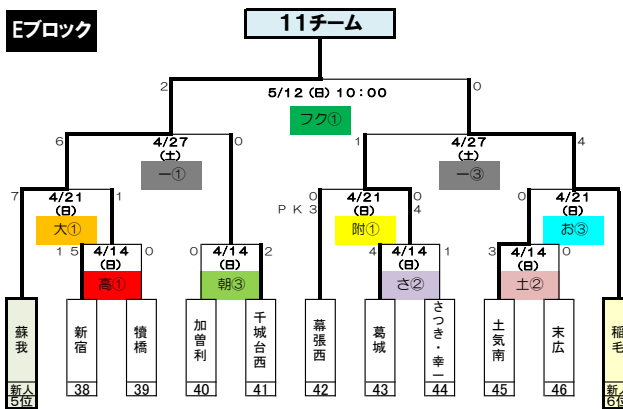 Eブロック
11チーム
2 0
5/12（日）10：00
フク①
6 4/27 0 1 4/27 4
（土） （土）
一① 一③
7 4/21 1 0 4/21 0 0 4/21
（日） PK 3 （日） 4 （日）
大① 附① お③
15 4/14 0 0 4/14 2 4 4/14 1 3 4/14 0
（日） （日） （日） （日）
高① 朝③ さ② 土②
蘇我 新宿 犢橋 加曽利 千城台西 幕張西 葛城 さつき・幸一 土気南 末広 稲毛
新人 38 39 40 41 42 43 44 45 46 新人
5位 6位